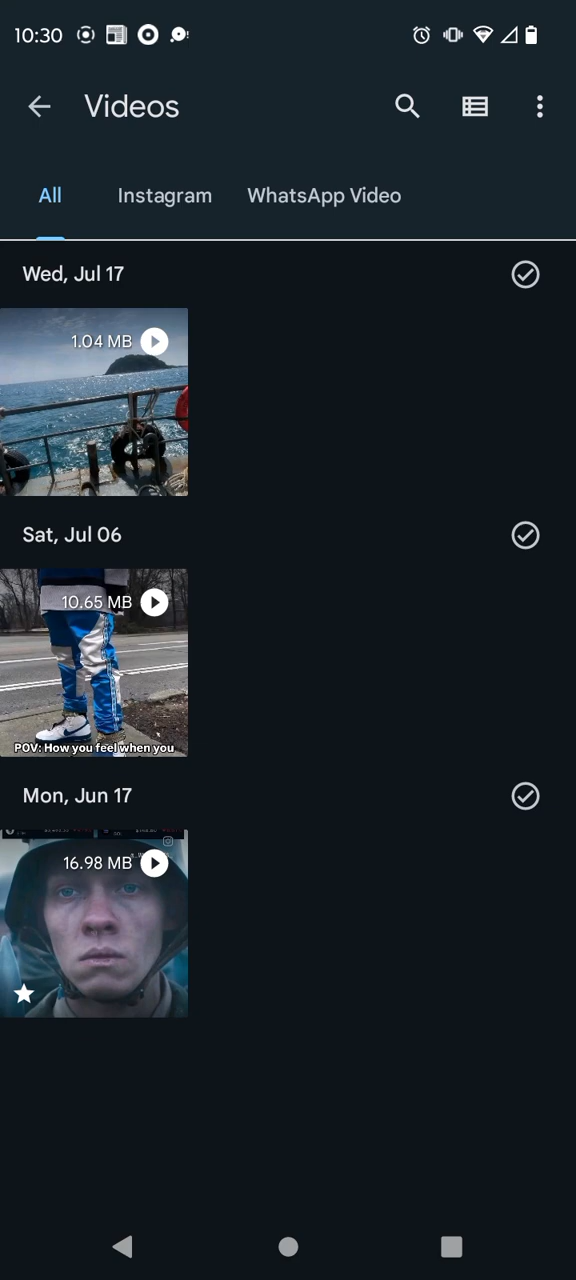 10:30
Videos
All
Instagram
WhatsApp Video
Wed, Jul 17
1.04 MB
Sat, Jul 06
10.65 MB
POV: How you feel when you
Mon, Jun 17
16.98 MB